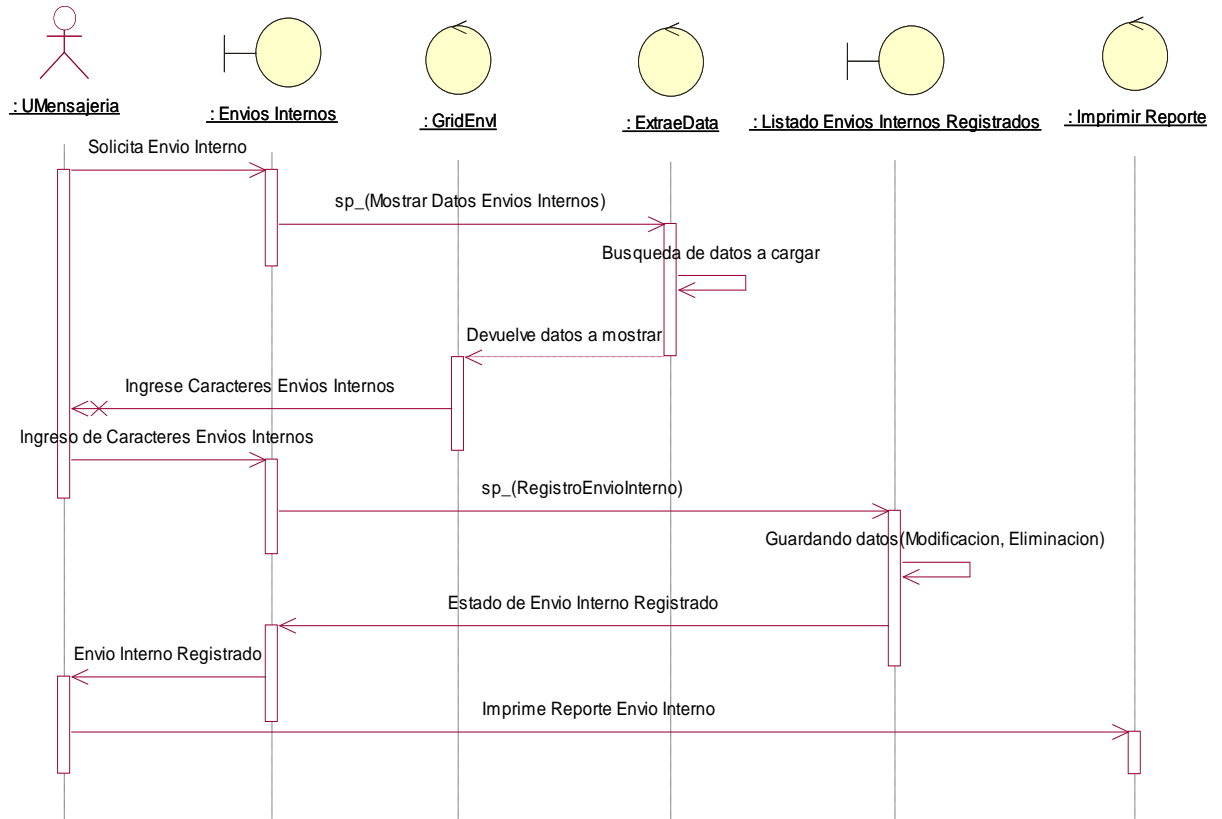 : UMensajeria
: Envios Internos
: GridEnvI
: ExtraeData
: Listado Envios Internos Registrados
: Imprimir Reporte
Solicita Envio Interno
sp_(Mostrar Datos Envios Internos)
Busqueda de datos a cargar
Devuelve datos a mostrar
Ingrese Caracteres Envios Internos
Ingreso de Caracteres Envios Internos
sp_(RegistroEnvioInterno)
Guardando datos(Modificacion, Eliminacion)
Estado de Envio Interno Registrado
Envio Interno Registrado
Imprime Reporte Envio Interno